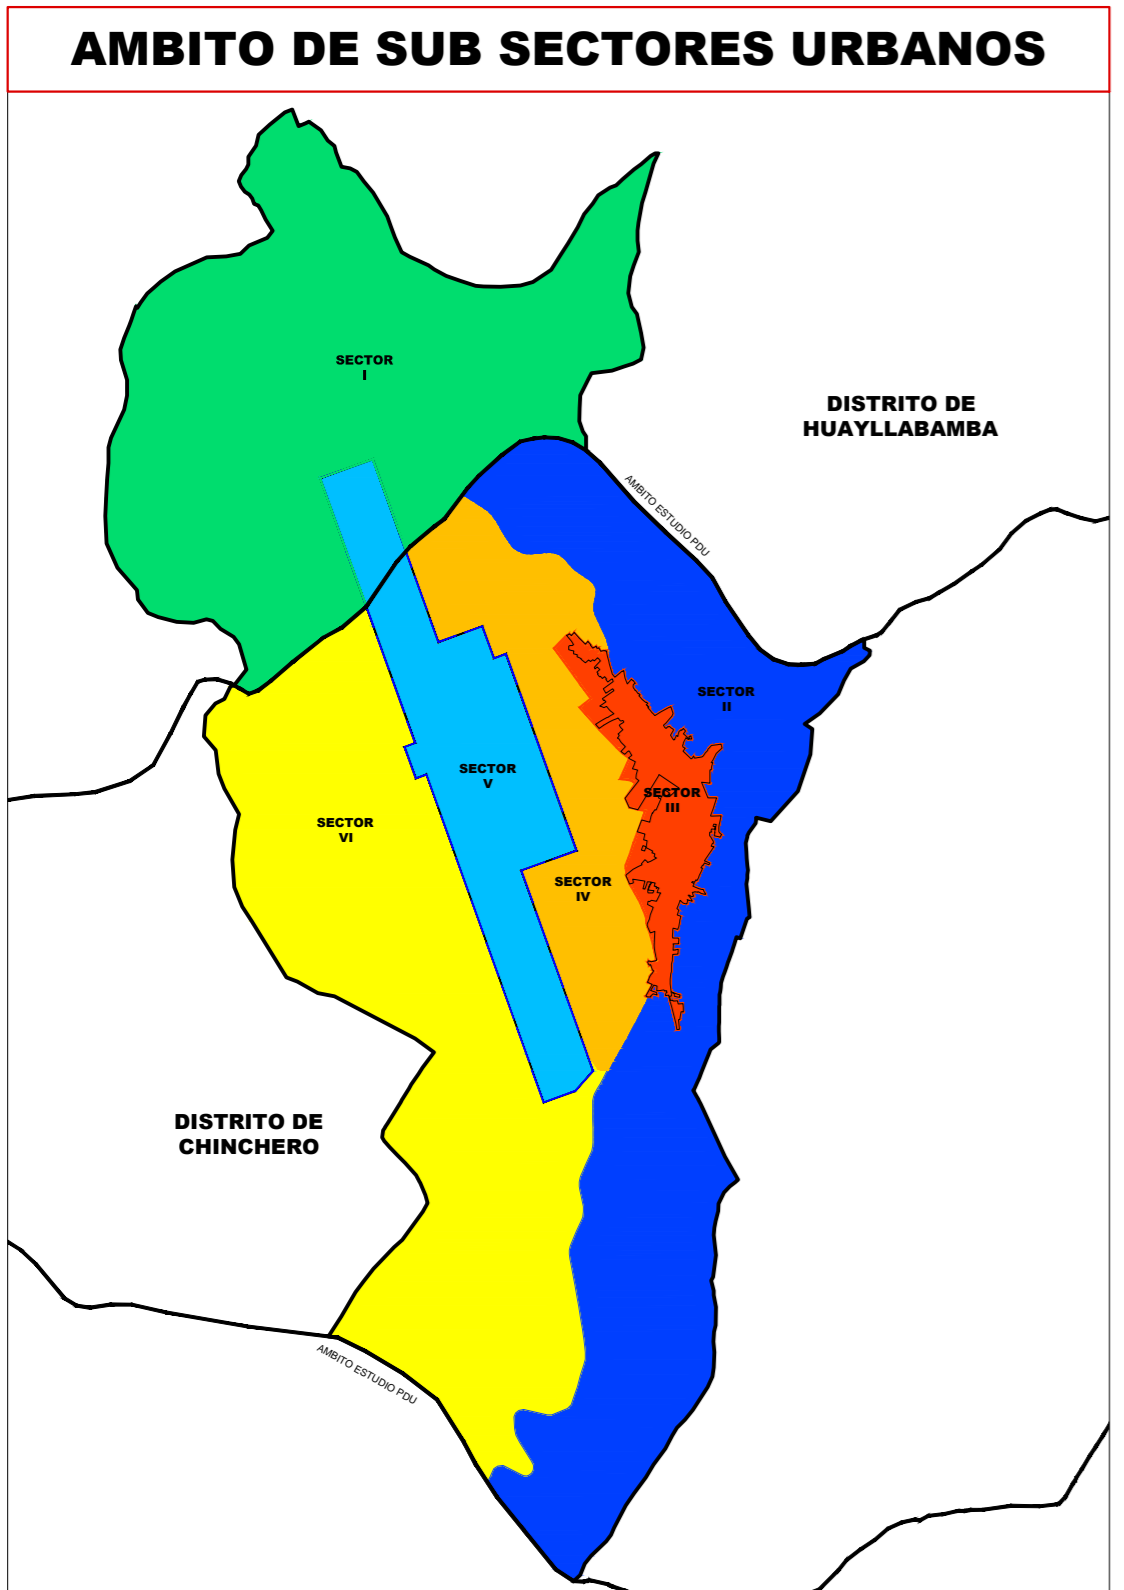 AMBITO DE SUB SECTORES URBANOS
SECTOR
I
DISTRITO DE
HUAYLLABAMBA
AMBITO ESTUDIO PDU
SECTOR
II
SECTOR
V
SECTOR
III
SECTOR
VI
SECTOR
IV
DISTRITO DE
CHINCHERO
AMBITO ESTUDIO PDU